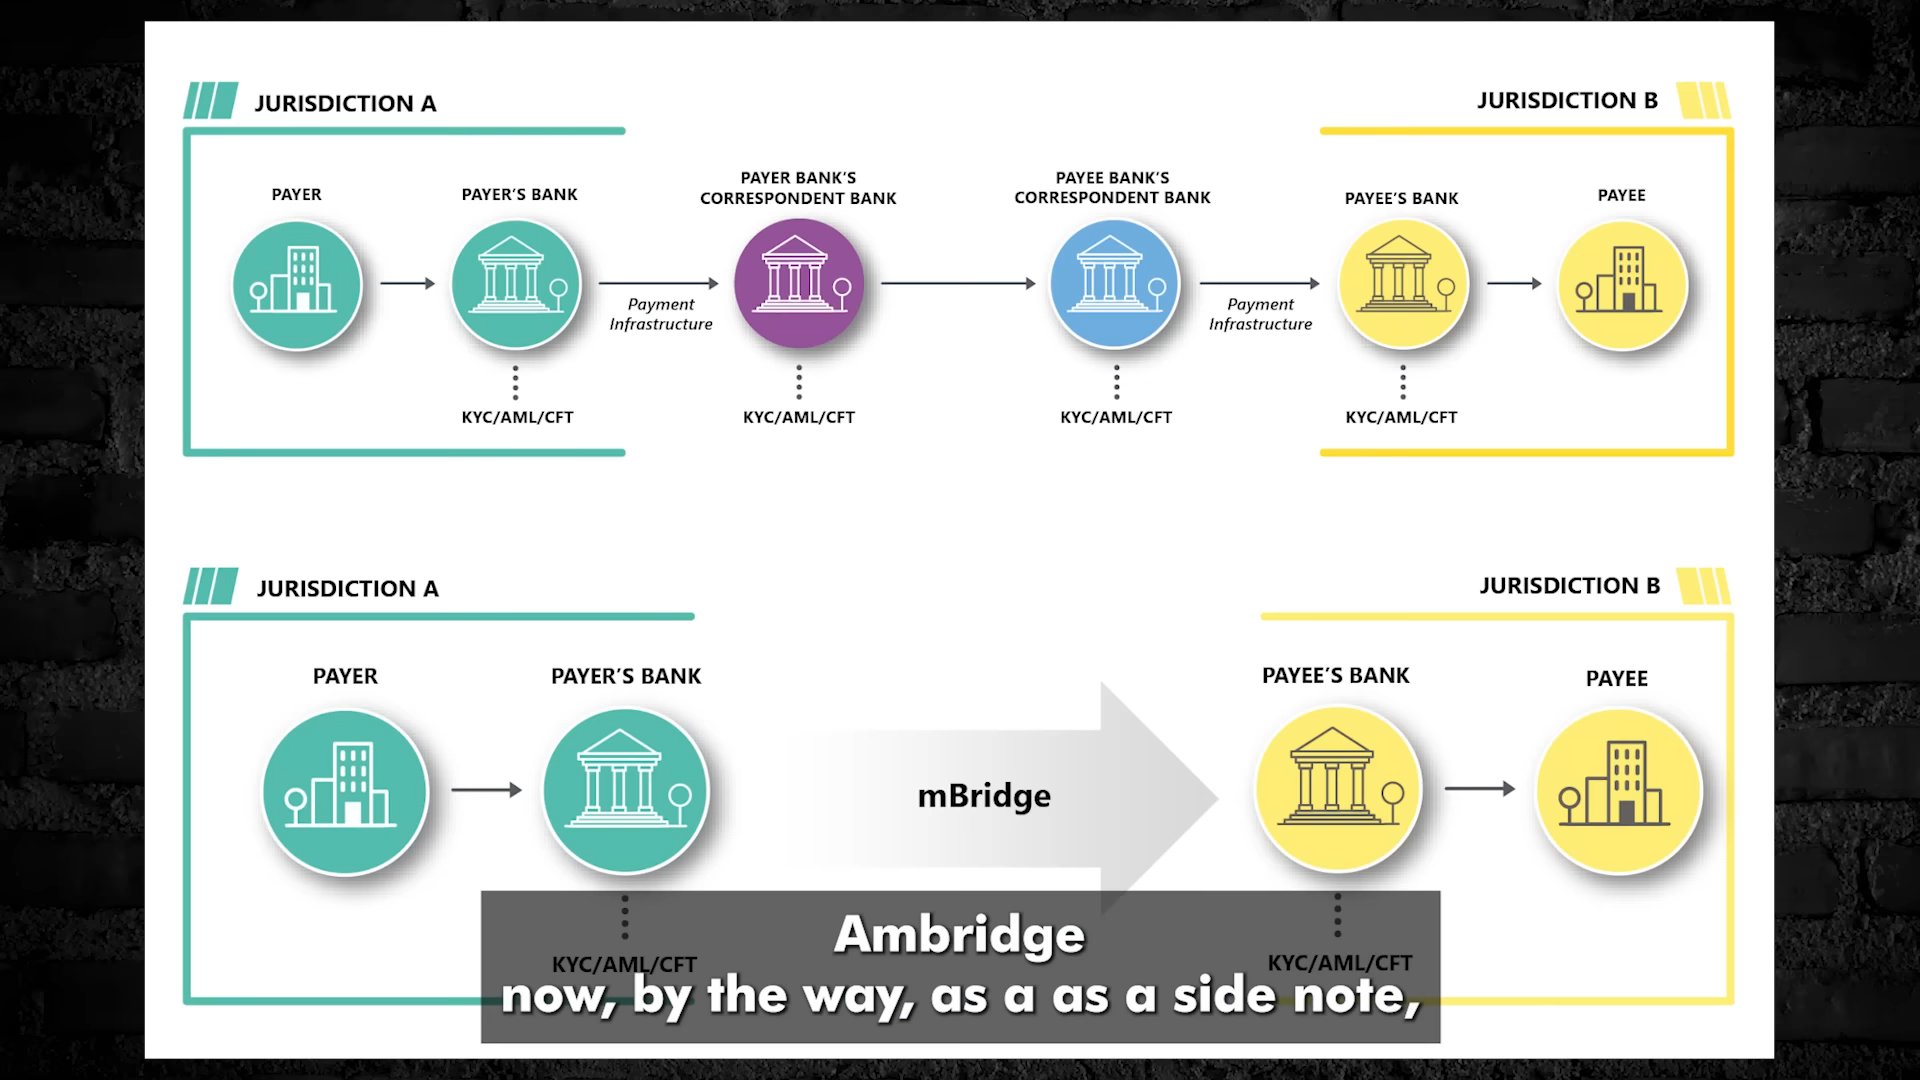 JURISDICTION A
JURISDICTION B
PAYER
PAYER'S BANK
PAYER BANK'S
CORRESPONDENT BANK
PAYEE BANK'S
CORRESPONDENT BANK
PAYEE'S BANK
PAYEE
Payment
Infrastructure
Payment
Infrastructure
KYC/AML/CFT
KYC/AML/CFT
KYC/AML/CFT
KYC/AML/CFT
JURISDICTION A
JURISDICTION B
PAYER
PAYER'S BANK
PAYEE'S BANK
PAYEE
mBridge
KYC/AML/CFT
KYC/AML/CFT
Ambridge
now, by the way, as a as a side note,